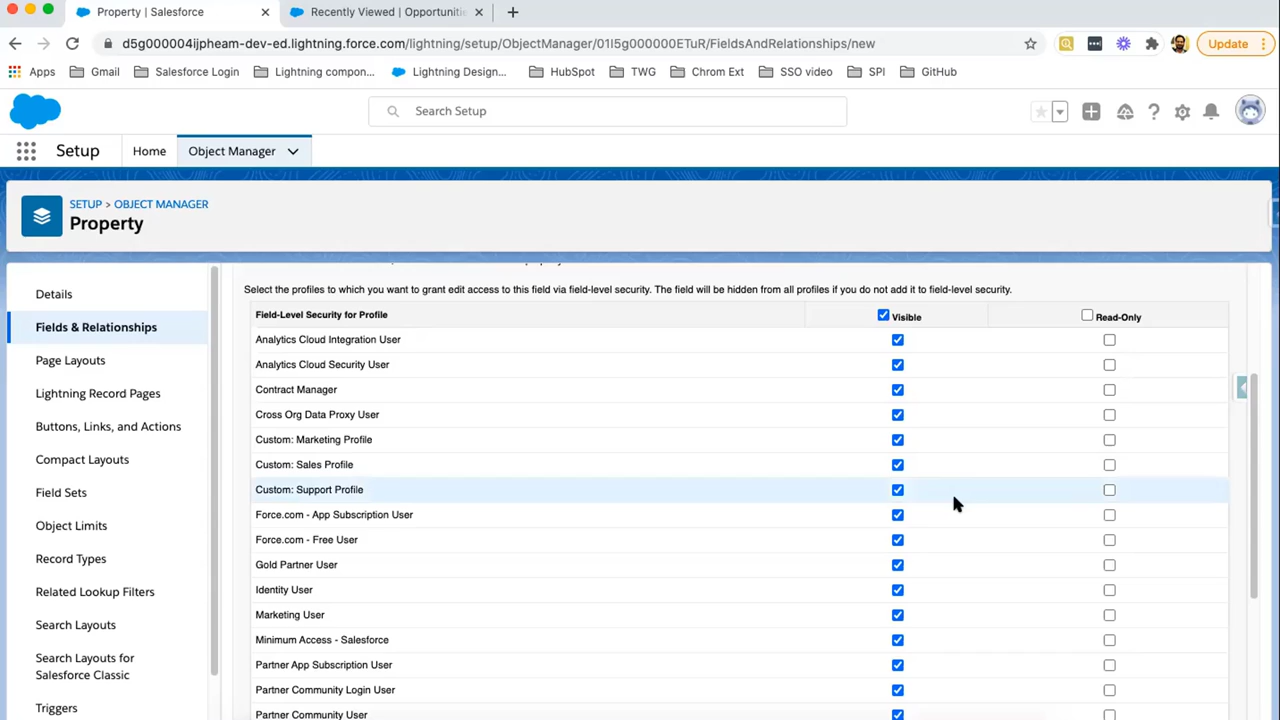 Property | Salesforce
Recently Viewed | Opportunitie
d5g000004ijpheam-dev-ed.lightning.force.com/lightning/setup/ObjectManager/01I5g000000ETuR/FieldsAndRelationships/new
Update
Apps Gmail Salesforce Login Lightning compon... Lightning Design... HubSpot TWG Chrom Ext SSO video SPI GitHub
Search Setup
Setup Home Object Manager
SETUP > OBJECT MANAGER
Property
Details
Fields & Relationships
Page Layouts
Lightning Record Pages
Buttons, Links, and Actions
Compact Layouts
Field Sets
Object Limits
Record Types
Related Lookup Filters
Search Layouts
Search Layouts for
Salesforce Classic
Triggers
Select the profiles to which you want to grant edit access to this field via field-level security. The field will be hidden from all profiles if you do not add it to field-level security.
Field-Level Security for Profile Visible Read-Only
Analytics Cloud Integration User
Analytics Cloud Security User
Contract Manager
Cross Org Data Proxy User
Custom: Marketing Profile
Custom: Sales Profile
Custom: Support Profile
Force.com - App Subscription User
Force.com - Free User
Gold Partner User
Identity User
Marketing User
Minimum Access - Salesforce
Partner App Subscription User
Partner Community Login User
Partner Community User